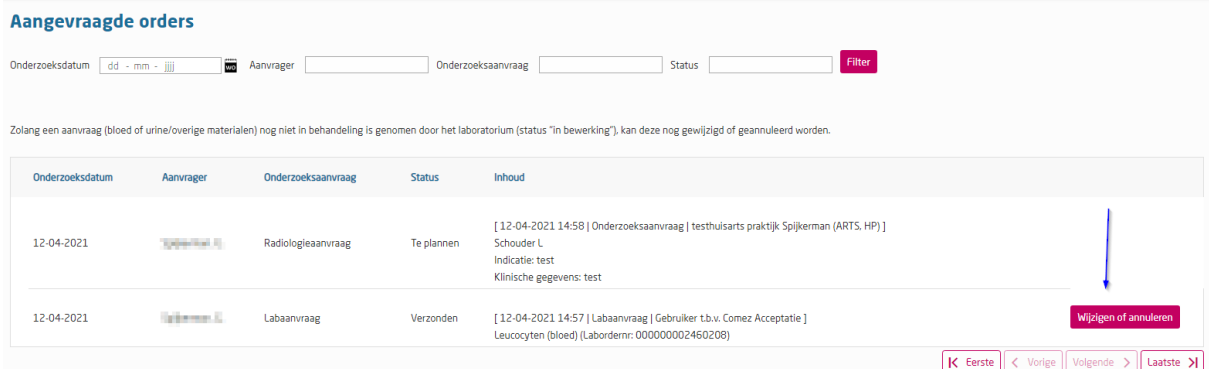 Aangevraagde orders
Onderzoeksdatum dd - mm - jjjj Aanvrager Onderzoeksaanvraag Status Filter
Zolang een aanvraag (bloed of urine/overige materialen) nog niet in behandeling is genomen door het laboratorium (status "in bewerking"), kan deze nog gewijzigd of geannuleerd worden.
Onderzoeksdatum Aanvrager Onderzoeksaanvraag Status Inhoud
12-04-2021 Radiologieaanvraag Te plannen [ 12-04-2021 14:58 | Onderzoeksaanvraag | testhuisarts praktijk Spijkerman (ARTS, HP) ]
Schouder L
Indicatie: test
Klinische gegevens: test
12-04-2021 Labaanvraag Verzonden [ 12-04-2021 14:57 | Labaanvraag | Gebruiker t.b.v. Comez Acceptatie ]
Leucocyten (bloed) (Labordernr: 000000002460208)
Wijzigen of annuleren
Eerste Vorige Volgende Laatste